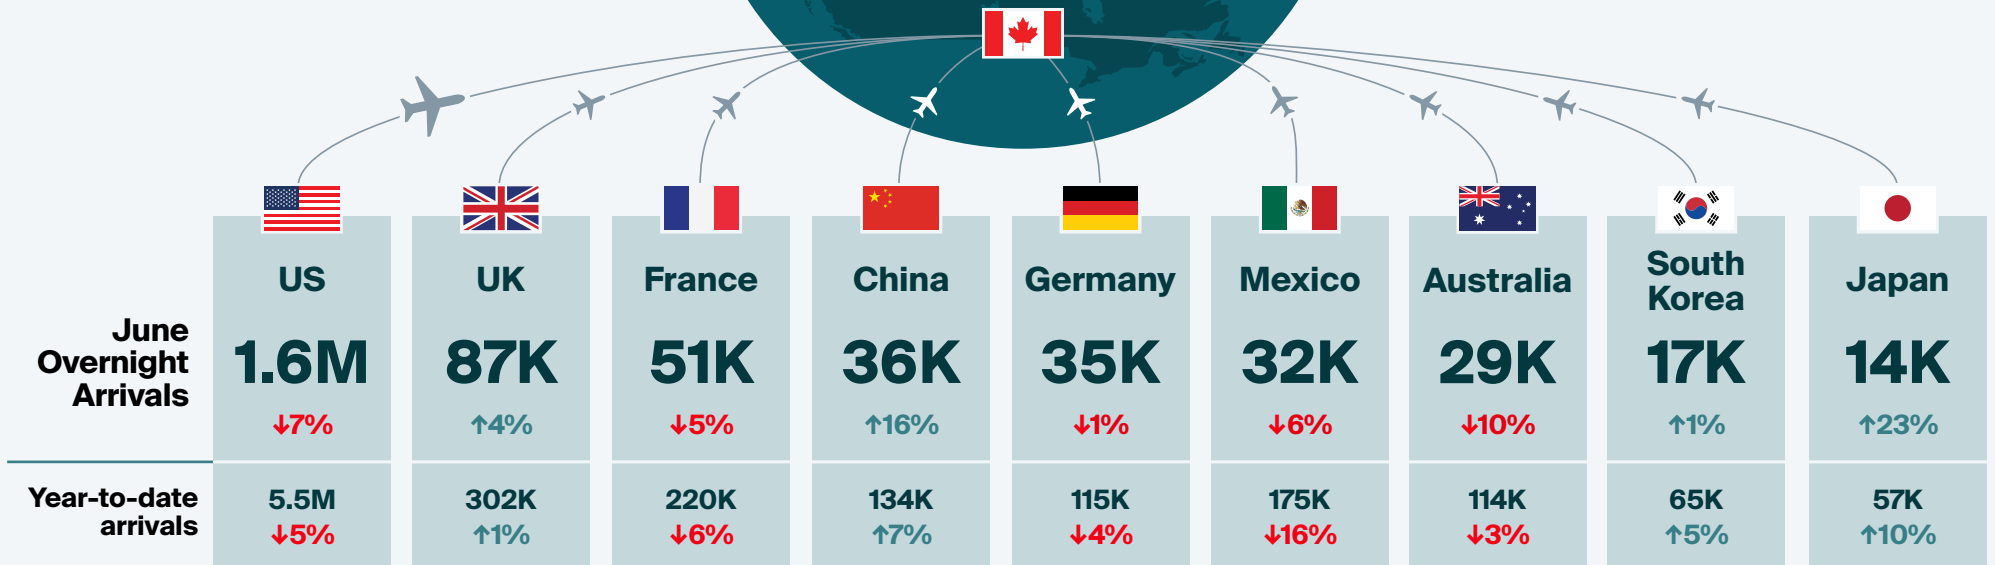 US
UK
France
China
Germany
Mexico
Australia
South
Korea
Japan
June
Overnight
Arrivals
1.6M
87K
51K
36K
35K
32K
29K
17K
14K
↓7%
↑4%
↓5%
↑16%
↓1%
↓6%
↓10%
↑1%
↑23%
Year-to-date
arrivals
5.5M
302K
220K
134K
115K
175K
114K
65K
57K
↓5%
↑1%
↓6%
↑7%
↓4%
↓16%
↓3%
↑5%
↑10%